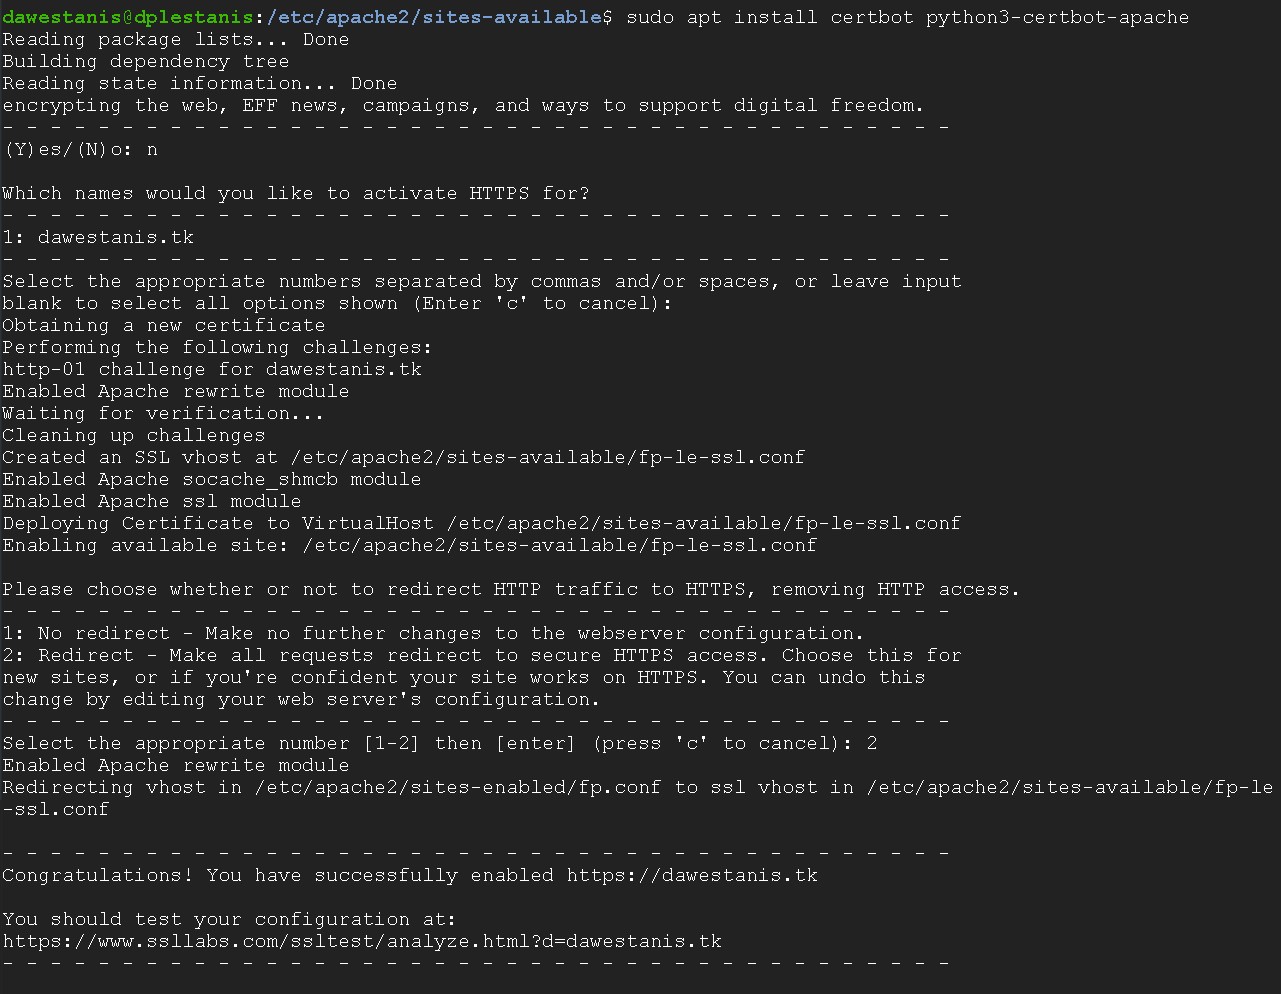 dawestanis@dplestanis:/etc/apache2/sites-available$ sudo apt install certbot python3-certbot-apache
Reading package lists... Done
Building dependency tree
Reading state information... Done
encrypting the web, EFF news, campaigns, and ways to support digital freedom.
- - - - - - - - - - - - - - - - - - - - - - - - - - - - - - - - - - - - - - - -
(Y)es/(N)o: n
Which names would you like to activate HTTPS for?
- - - - - - - - - - - - - - - - - - - - - - - - - - - - - - - - - - - - - - - -
1: dawestanis.tk
- - - - - - - - - - - - - - - - - - - - - - - - - - - - - - - - - - - - - - - -
Select the appropriate numbers separated by commas and/or spaces, or leave input
blank to select all options shown (Enter 'c' to cancel):
Obtaining a new certificate
Performing the following challenges:
http-01 challenge for dawestanis.tk
Enabled Apache rewrite module
Waiting for verification...
Cleaning up challenges
Created an SSL vhost at /etc/apache2/sites-available/fp-le-ssl.conf
Enabled Apache socache_shmcb module
Enabled Apache ssl module
Deploying Certificate to VirtualHost /etc/apache2/sites-available/fp-le-ssl.conf
Enabling available site: /etc/apache2/sites-available/fp-le-ssl.conf
Please choose whether or not to redirect HTTP traffic to HTTPS, removing HTTP access.
- - - - - - - - - - - - - - - - - - - - - - - - - - - - - - - - - - - - - - - -
1: No redirect - Make no further changes to the webserver configuration.
2: Redirect - Make all requests redirect to secure HTTPS access. Choose this for
new sites, or if you're confident your site works on HTTPS. You can undo this
change by editing your web server's configuration.
- - - - - - - - - - - - - - - - - - - - - - - - - - - - - - - - - - - - - - - -
Select the appropriate number [1-2] then [enter] (press 'c' to cancel): 2
Enabled Apache rewrite module
Redirecting vhost in /etc/apache2/sites-enabled/fp.conf to ssl vhost in /etc/apache2/sites-available/fp-le
-ssl.conf
- - - - - - - - - - - - - - - - - - - - - - - - - - - - - - - - - - - - - - - -
Congratulations! You have successfully enabled https://dawestanis.tk
You should test your configuration at:
https://www.ssllabs.com/ssltest/analyze.html?d=dawestanis.tk
- - - - - - - - - - - - - - - - - - - - - - - - - - - - - - - - - - - - - - - -